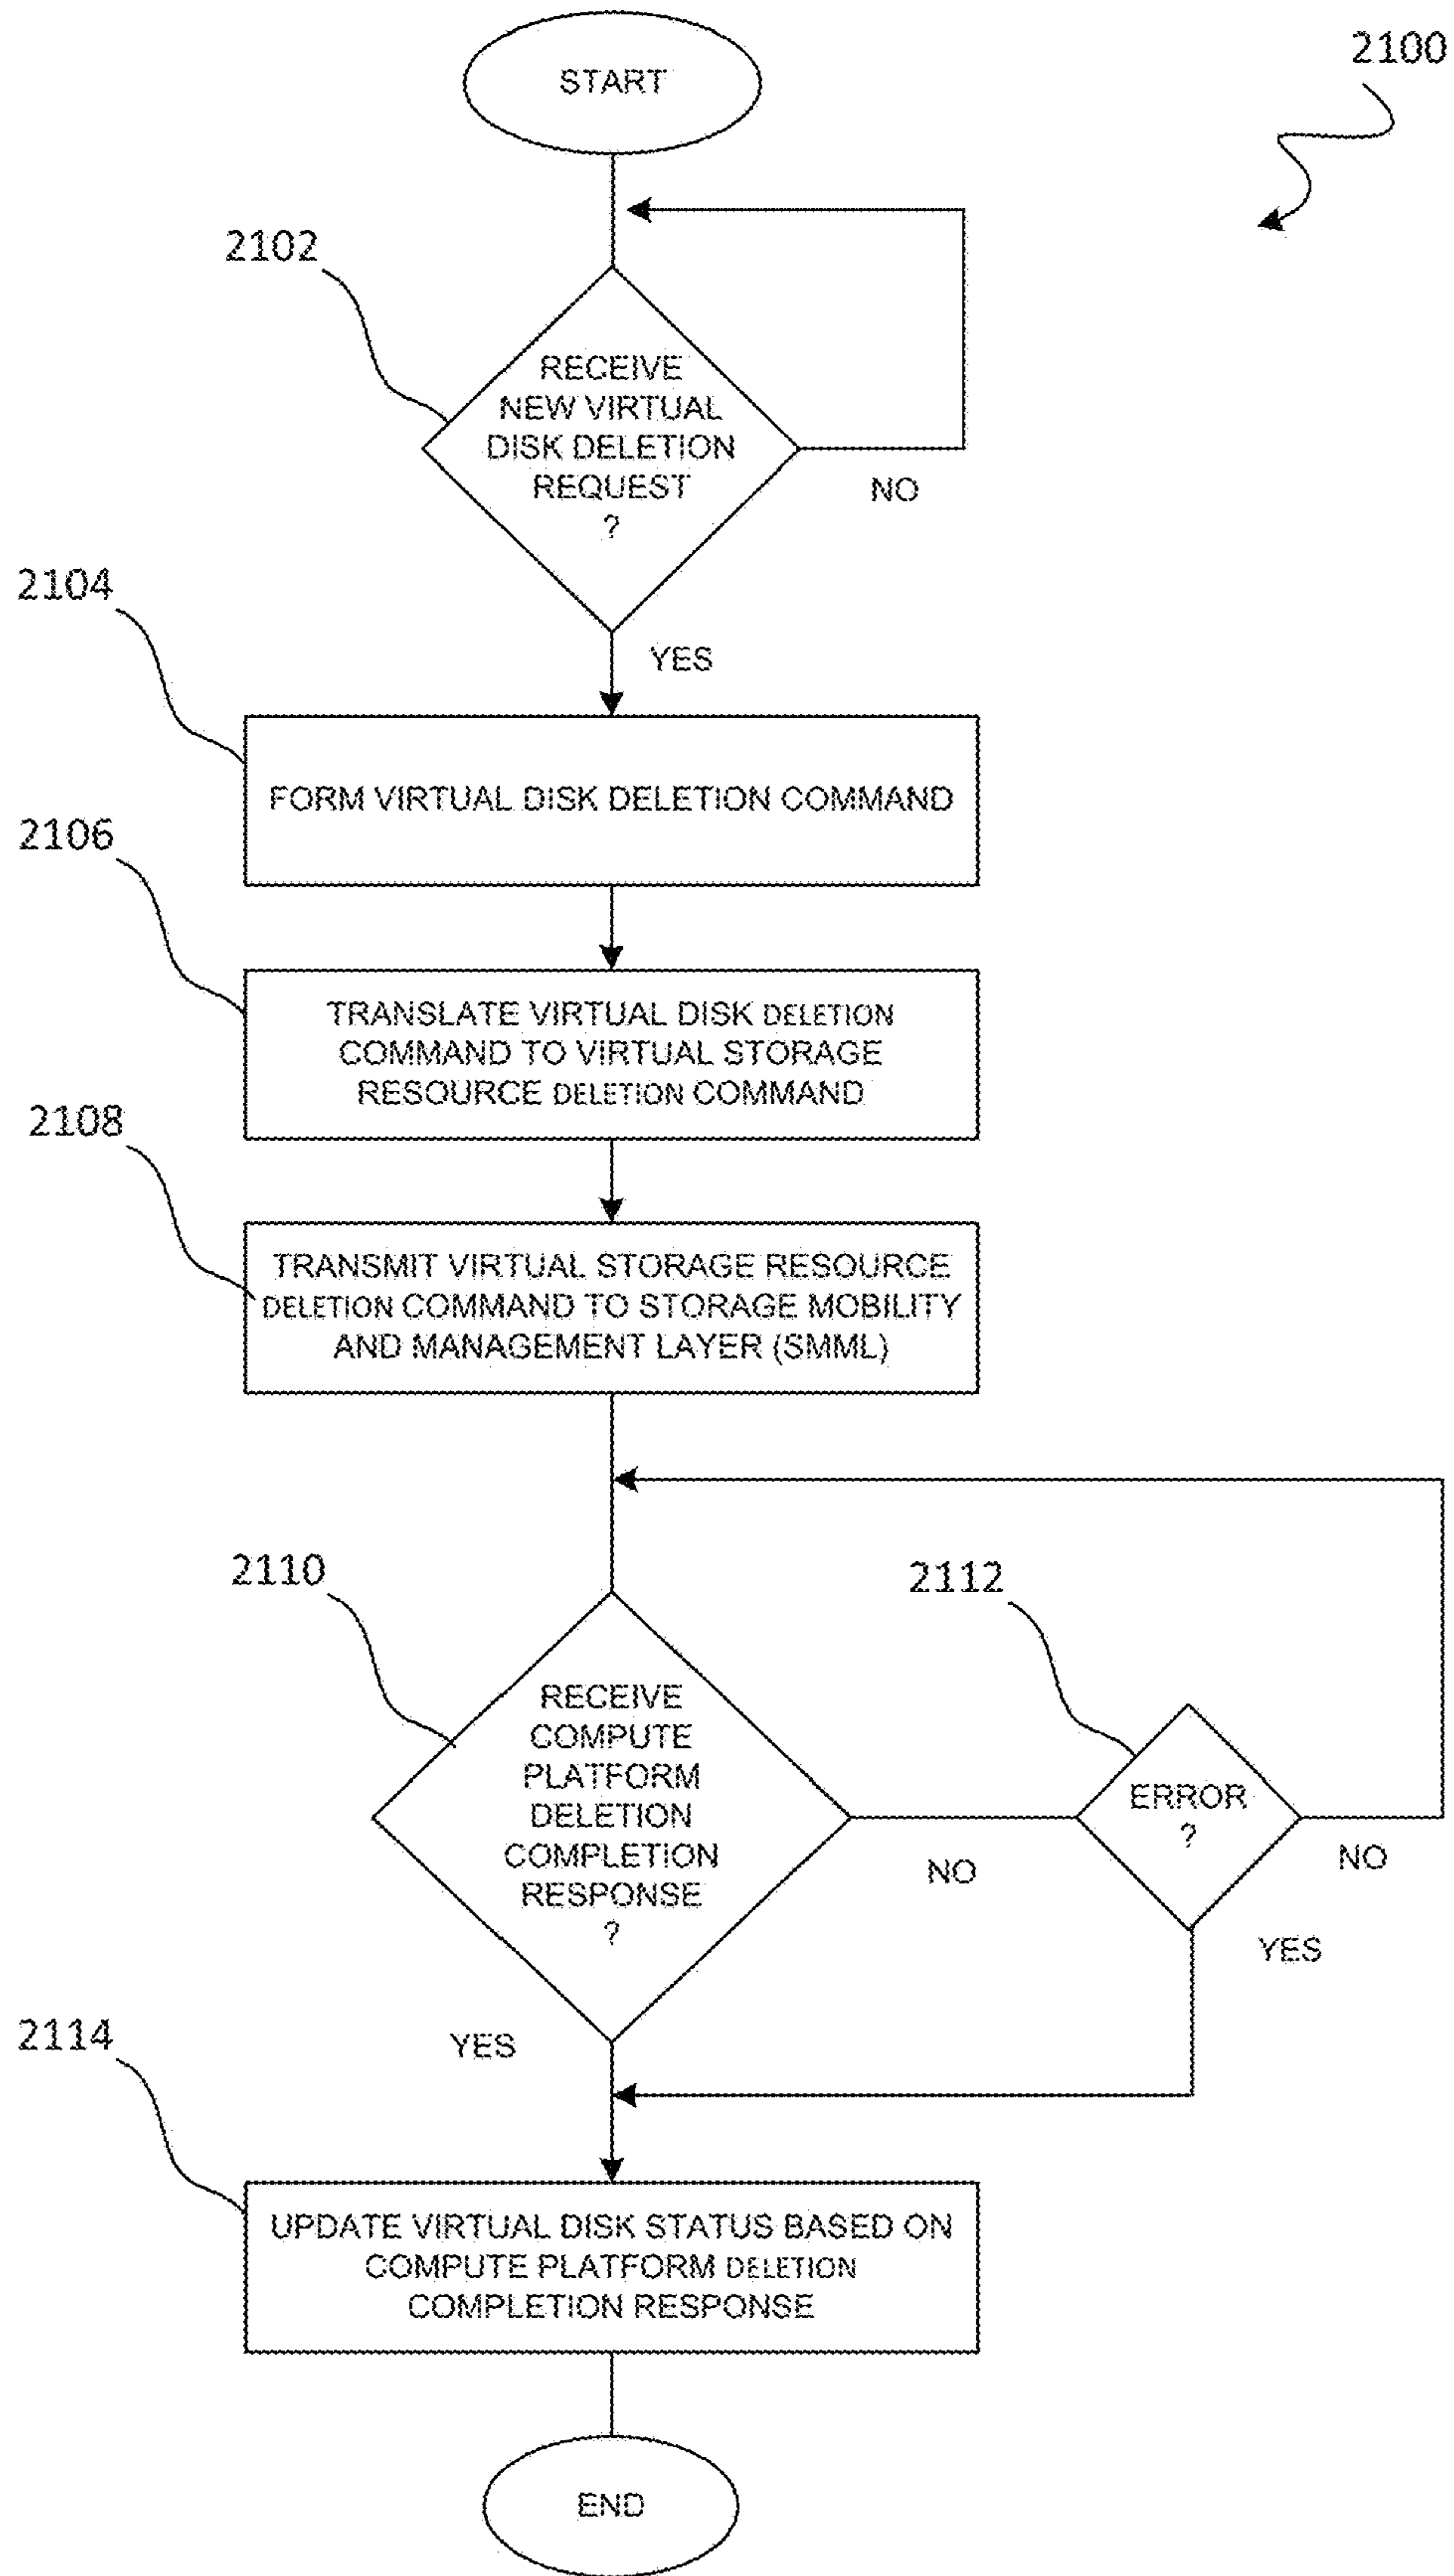 START
2100
2102
RECEIVE
NEW VIRTUAL
DISK DELETION
REQUEST
?
NO
YES
2104
FORM VIRTUAL DISK DELETION COMMAND
2106
TRANSLATE VIRTUAL DISK DELETION
COMMAND TO VIRTUAL STORAGE
RESOURCE DELETION COMMAND
2108
TRANSMIT VIRTUAL STORAGE RESOURCE
DELETION COMMAND TO STORAGE MOBILITY
AND MANAGEMENT LAYER (SMML)
2110
RECEIVE
COMPUTE
PLATFORM
DELETION
COMPLETION
RESPONSE
?
NO
YES
2112
ERROR
?
NO
YES
2114
UPDATE VIRTUAL DISK STATUS BASED ON
COMPUTE PLATFORM DELETION
COMPLETION RESPONSE
END